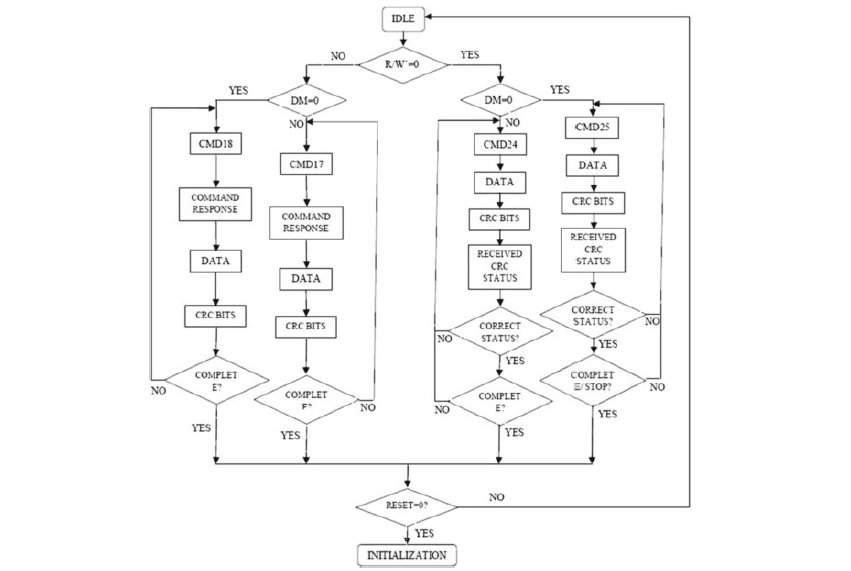 IDLE
NO
R/W'=0
YES
YES
DM=0
NO
DM=0
YES
NO
CMD18
CMD17
CMD24
CMD25
COMMAND
RESPONSE
COMMAND
RESPONSE
DATA
DATA
CRC BITS
CRC BITS
RECEIVED
CRC
STATUS
RECEIVED
CRC
STATUS
DATA
DATA
CRC BITS
CRC BITS
CORRECT
STATUS?
NO
YES
CORRECT
STATUS?
NO
YES
COMPLET
E?
NO
YES
COMPLET
E?
NO
YES
COMPLET
E?
NO
YES
COMPLET
E/STOP?
NO
YES
RESET=0?
NO
YES
INITIALIZATION